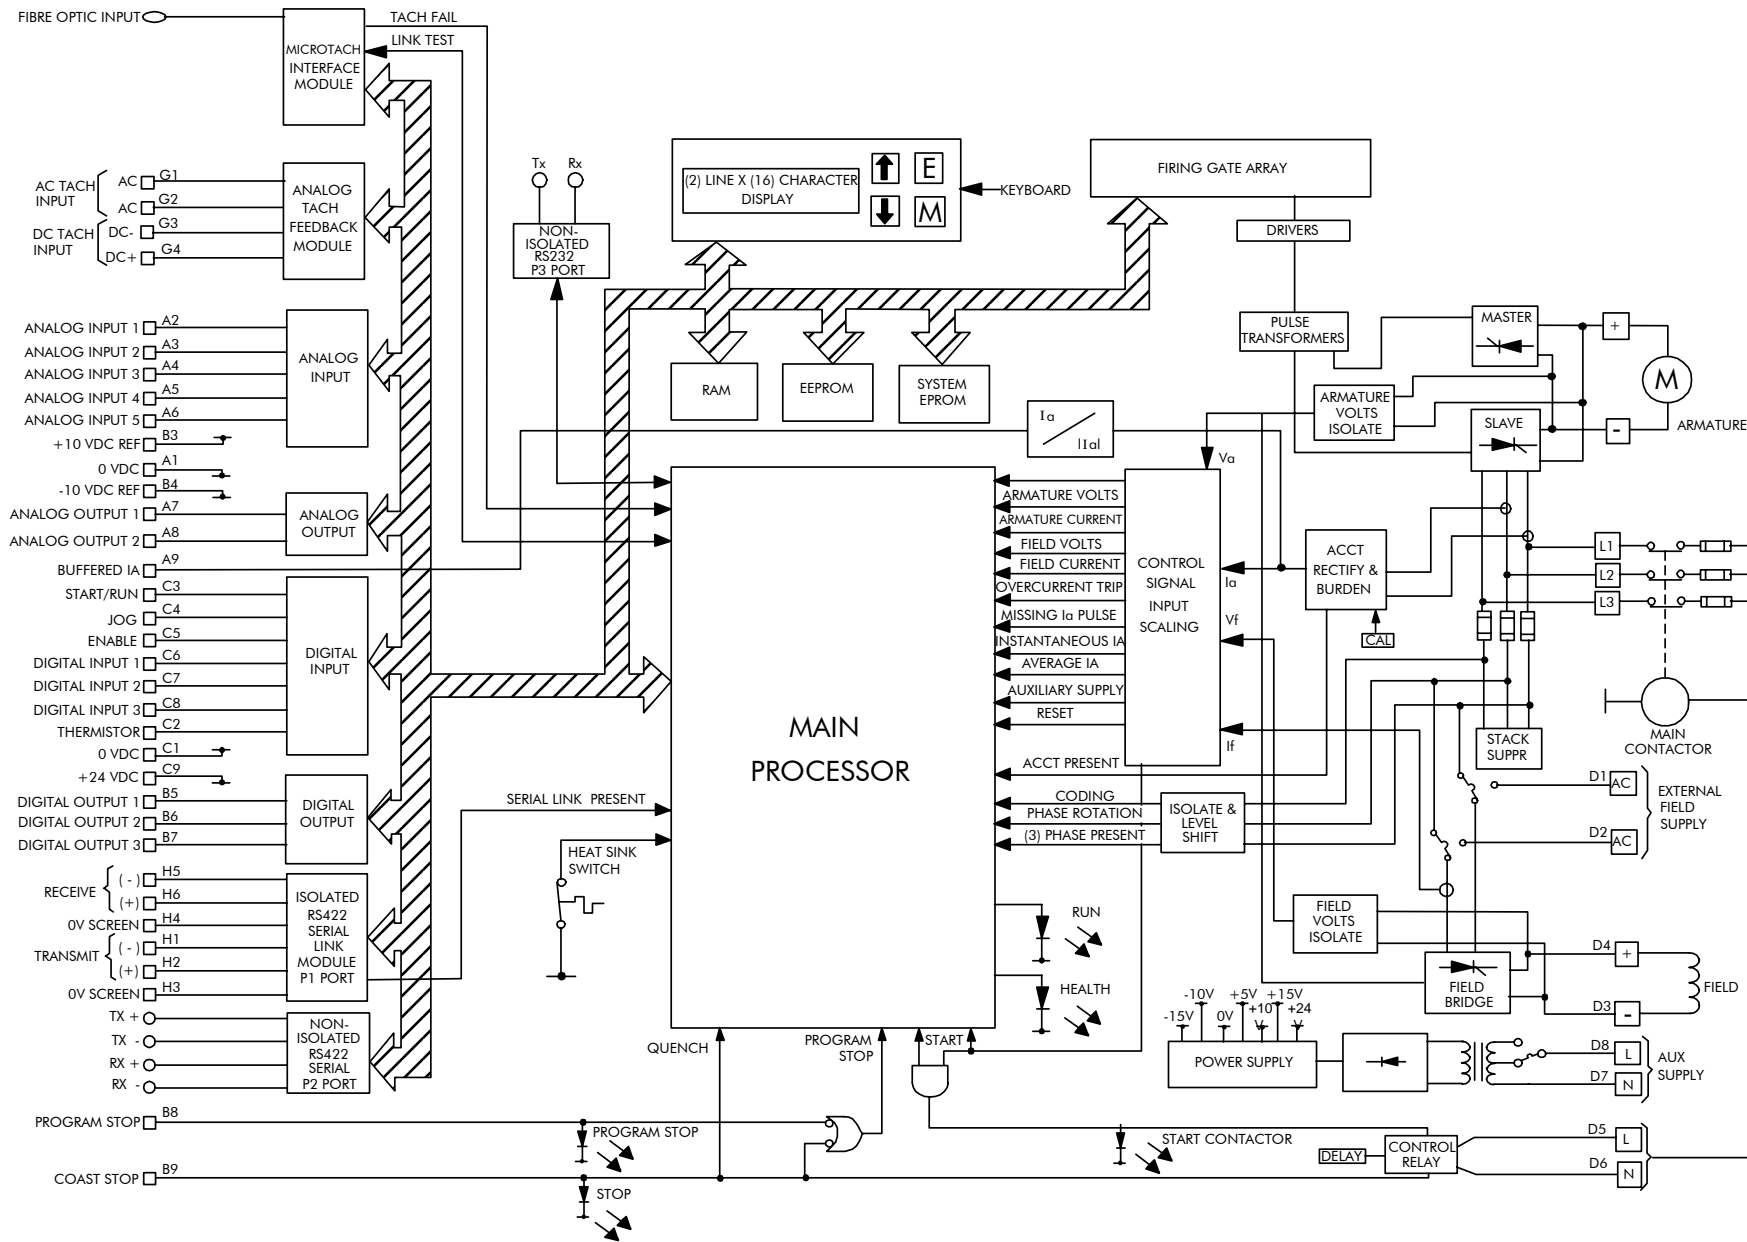 FIBRE OPTIC INPUT
TACH FAIL
LINK TEST
MICROTACH
INTERFACE
MODULE
AC TACH
INPUT
AC
G1
AC
G2
DC TACH
INPUT
DC-
G3
DC+
G4
ANALOG
TACH
FEEDBACK
MODULE
ANALOG INPUT 1
A2
ANALOG INPUT 2
A3
ANALOG INPUT 3
A4
ANALOG INPUT 4
A5
ANALOG INPUT 5
A6
ANALOG
INPUT
+10 VDC REF
B3
0 VDC
A1
-10 VDC REF
B4
ANALOG OUTPUT 1
A7
ANALOG OUTPUT 2
A8
ANALOG
OUTPUT
BUFFERED IA
A9
START/RUN
C3
JOG
C4
ENABLE
C5
DIGITAL INPUT 1
C6
DIGITAL INPUT 2
C7
DIGITAL INPUT 3
C8
THERMISTOR
C2
DIGITAL
INPUT
0 VDC
C1
+24 VDC
C9
DIGITAL OUTPUT 1
B5
DIGITAL OUTPUT 2
B6
DIGITAL OUTPUT 3
B7
DIGITAL
OUTPUT
RECEIVE
(-)
H5
(+)
H6
0V SCREEN
H4
TRANSMIT
(-)
H1
(+)
H2
0V SCREEN
H3
ISOLATED
RS422
SERIAL
LINK
MODULE
P1 PORT
TX +
TX -
RX +
RX -
NON-
ISOLATED
RS422
SERIAL
P2 PORT
PROGRAM STOP
B8
COAST STOP
B9
Tx
Rx
NON-
ISOLATED
RS232
P3 PORT
(2) LINE X (16) CHARACTER
DISPLAY
E
M
KEYBOARD
RAM
EEPROM
SYSTEM
EPROM
FIRING GATE ARRAY
DRIVERS
PULSE
TRANSFORMERS
MASTER
SLAVE
ARMATURE
VOLTS
ISOLATE
+
-
M
ARMATURE
Ia
|Ia|
Va
MAIN
PROCESSOR
ARMATURE VOLTS
ARMATURE CURRENT
FIELD VOLTS
FIELD CURRENT
OVERCURRENT TRIP
MISSING Ia PULSE
INSTANTANEOUS IA
AVERAGE IA
AUXILIARY SUPPLY
RESET
CONTROL
SIGNAL
INPUT
SCALING
Ia
Vf
If
ACCT
RECTIFY &
BURDEN
CAL
L1
L2
L3
MAIN
CONTACTOR
STACK
SUPPR
ACCT PRESENT
CODING
PHASE ROTATION
(3) PHASE PRESENT
ISOLATE &
LEVEL
SHIFT
D1
AC
D2
AC
EXTERNAL
FIELD
SUPPLY
SERIAL LINK PRESENT
HEAT SINK
SWITCH
RUN
HEALTH
FIELD
VOLTS
ISOLATE
FIELD
BRIDGE
D4
+
D3
-
FIELD
-15V
-10V
0V
+5V
+10
V
+15V
+24
V
POWER SUPPLY
D8
L
D7
N
AUX
SUPPLY
QUENCH
PROGRAM
STOP
START
PROGRAM STOP
STOP
START CONTACTOR
DELAY
CONTROL
RELAY
D5
L
D6
N